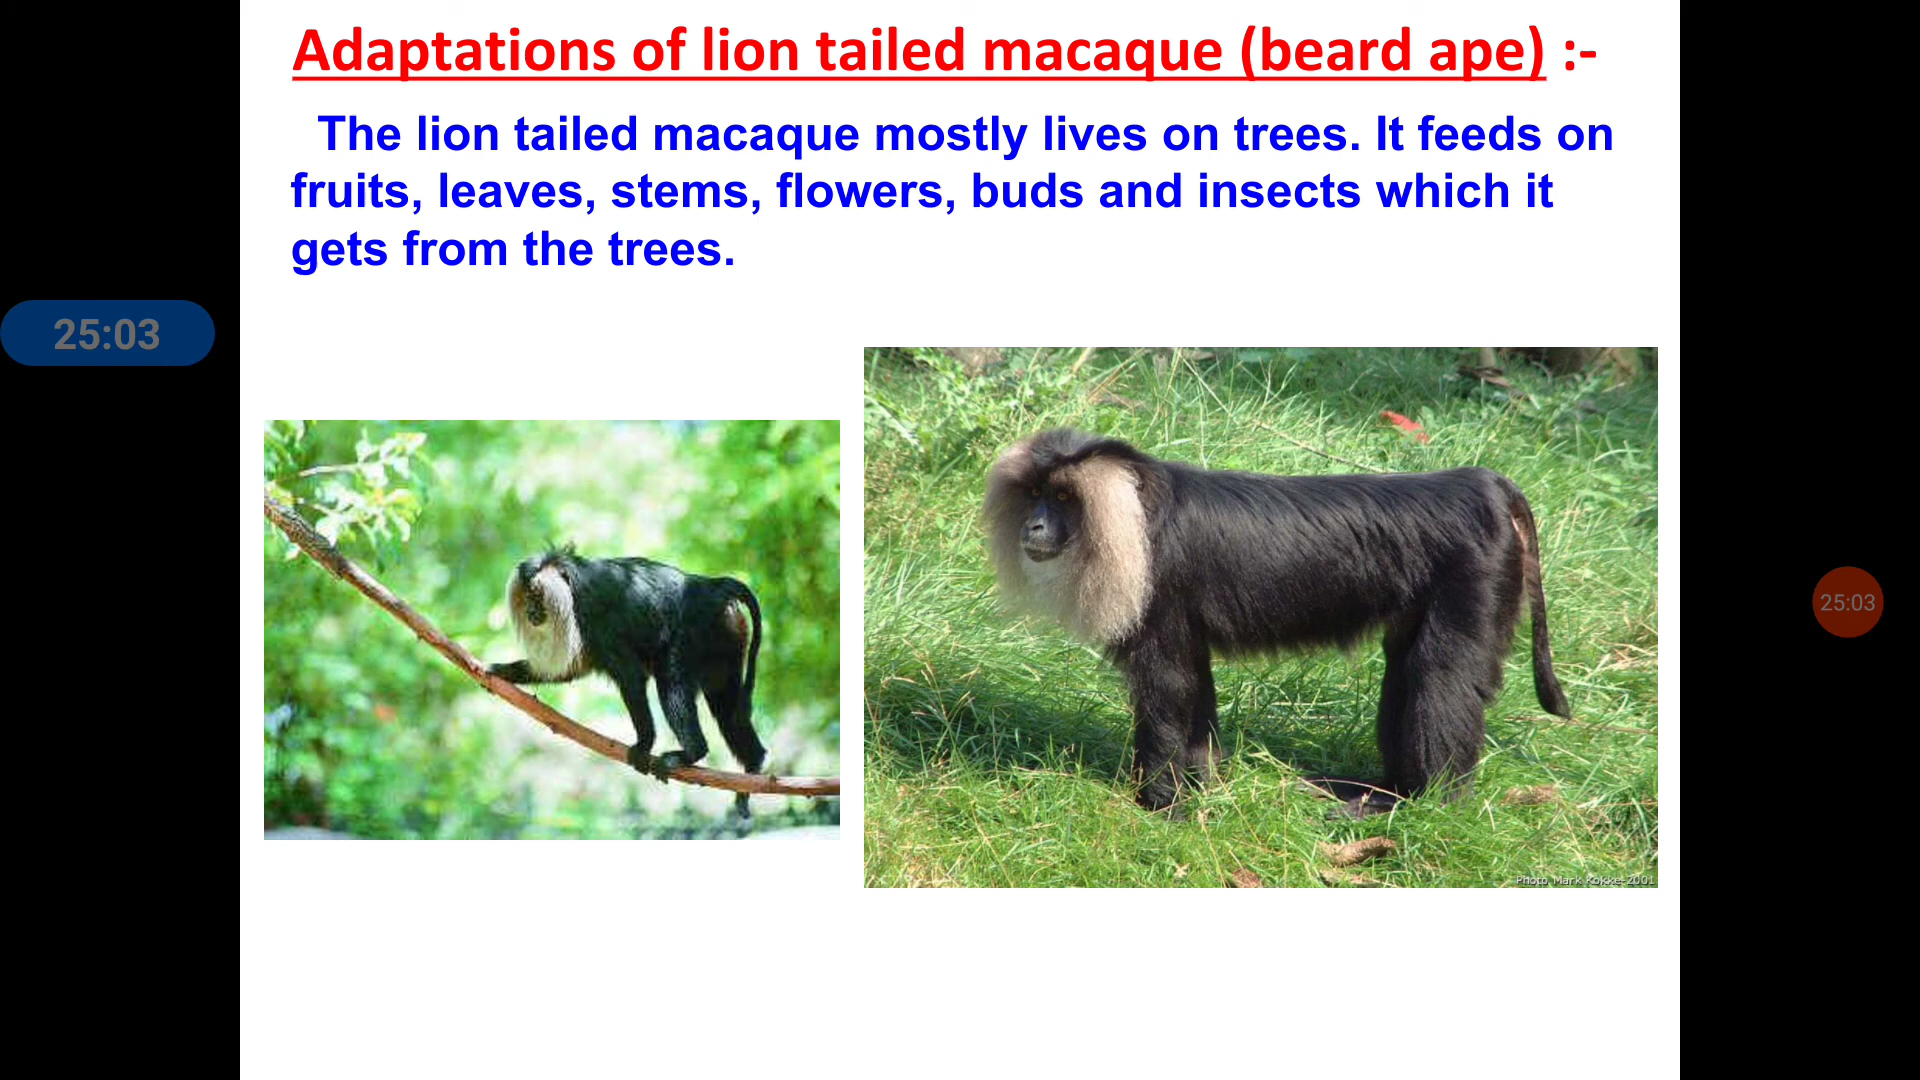 Adaptations of lion tailed macaque (beard ape) :-
The lion tailed macaque mostly lives on trees. It feeds on
fruits, leaves, stems, flowers, buds and insects which it
gets from the trees.
25:03
25:03
Photo Mark Kokke-2001